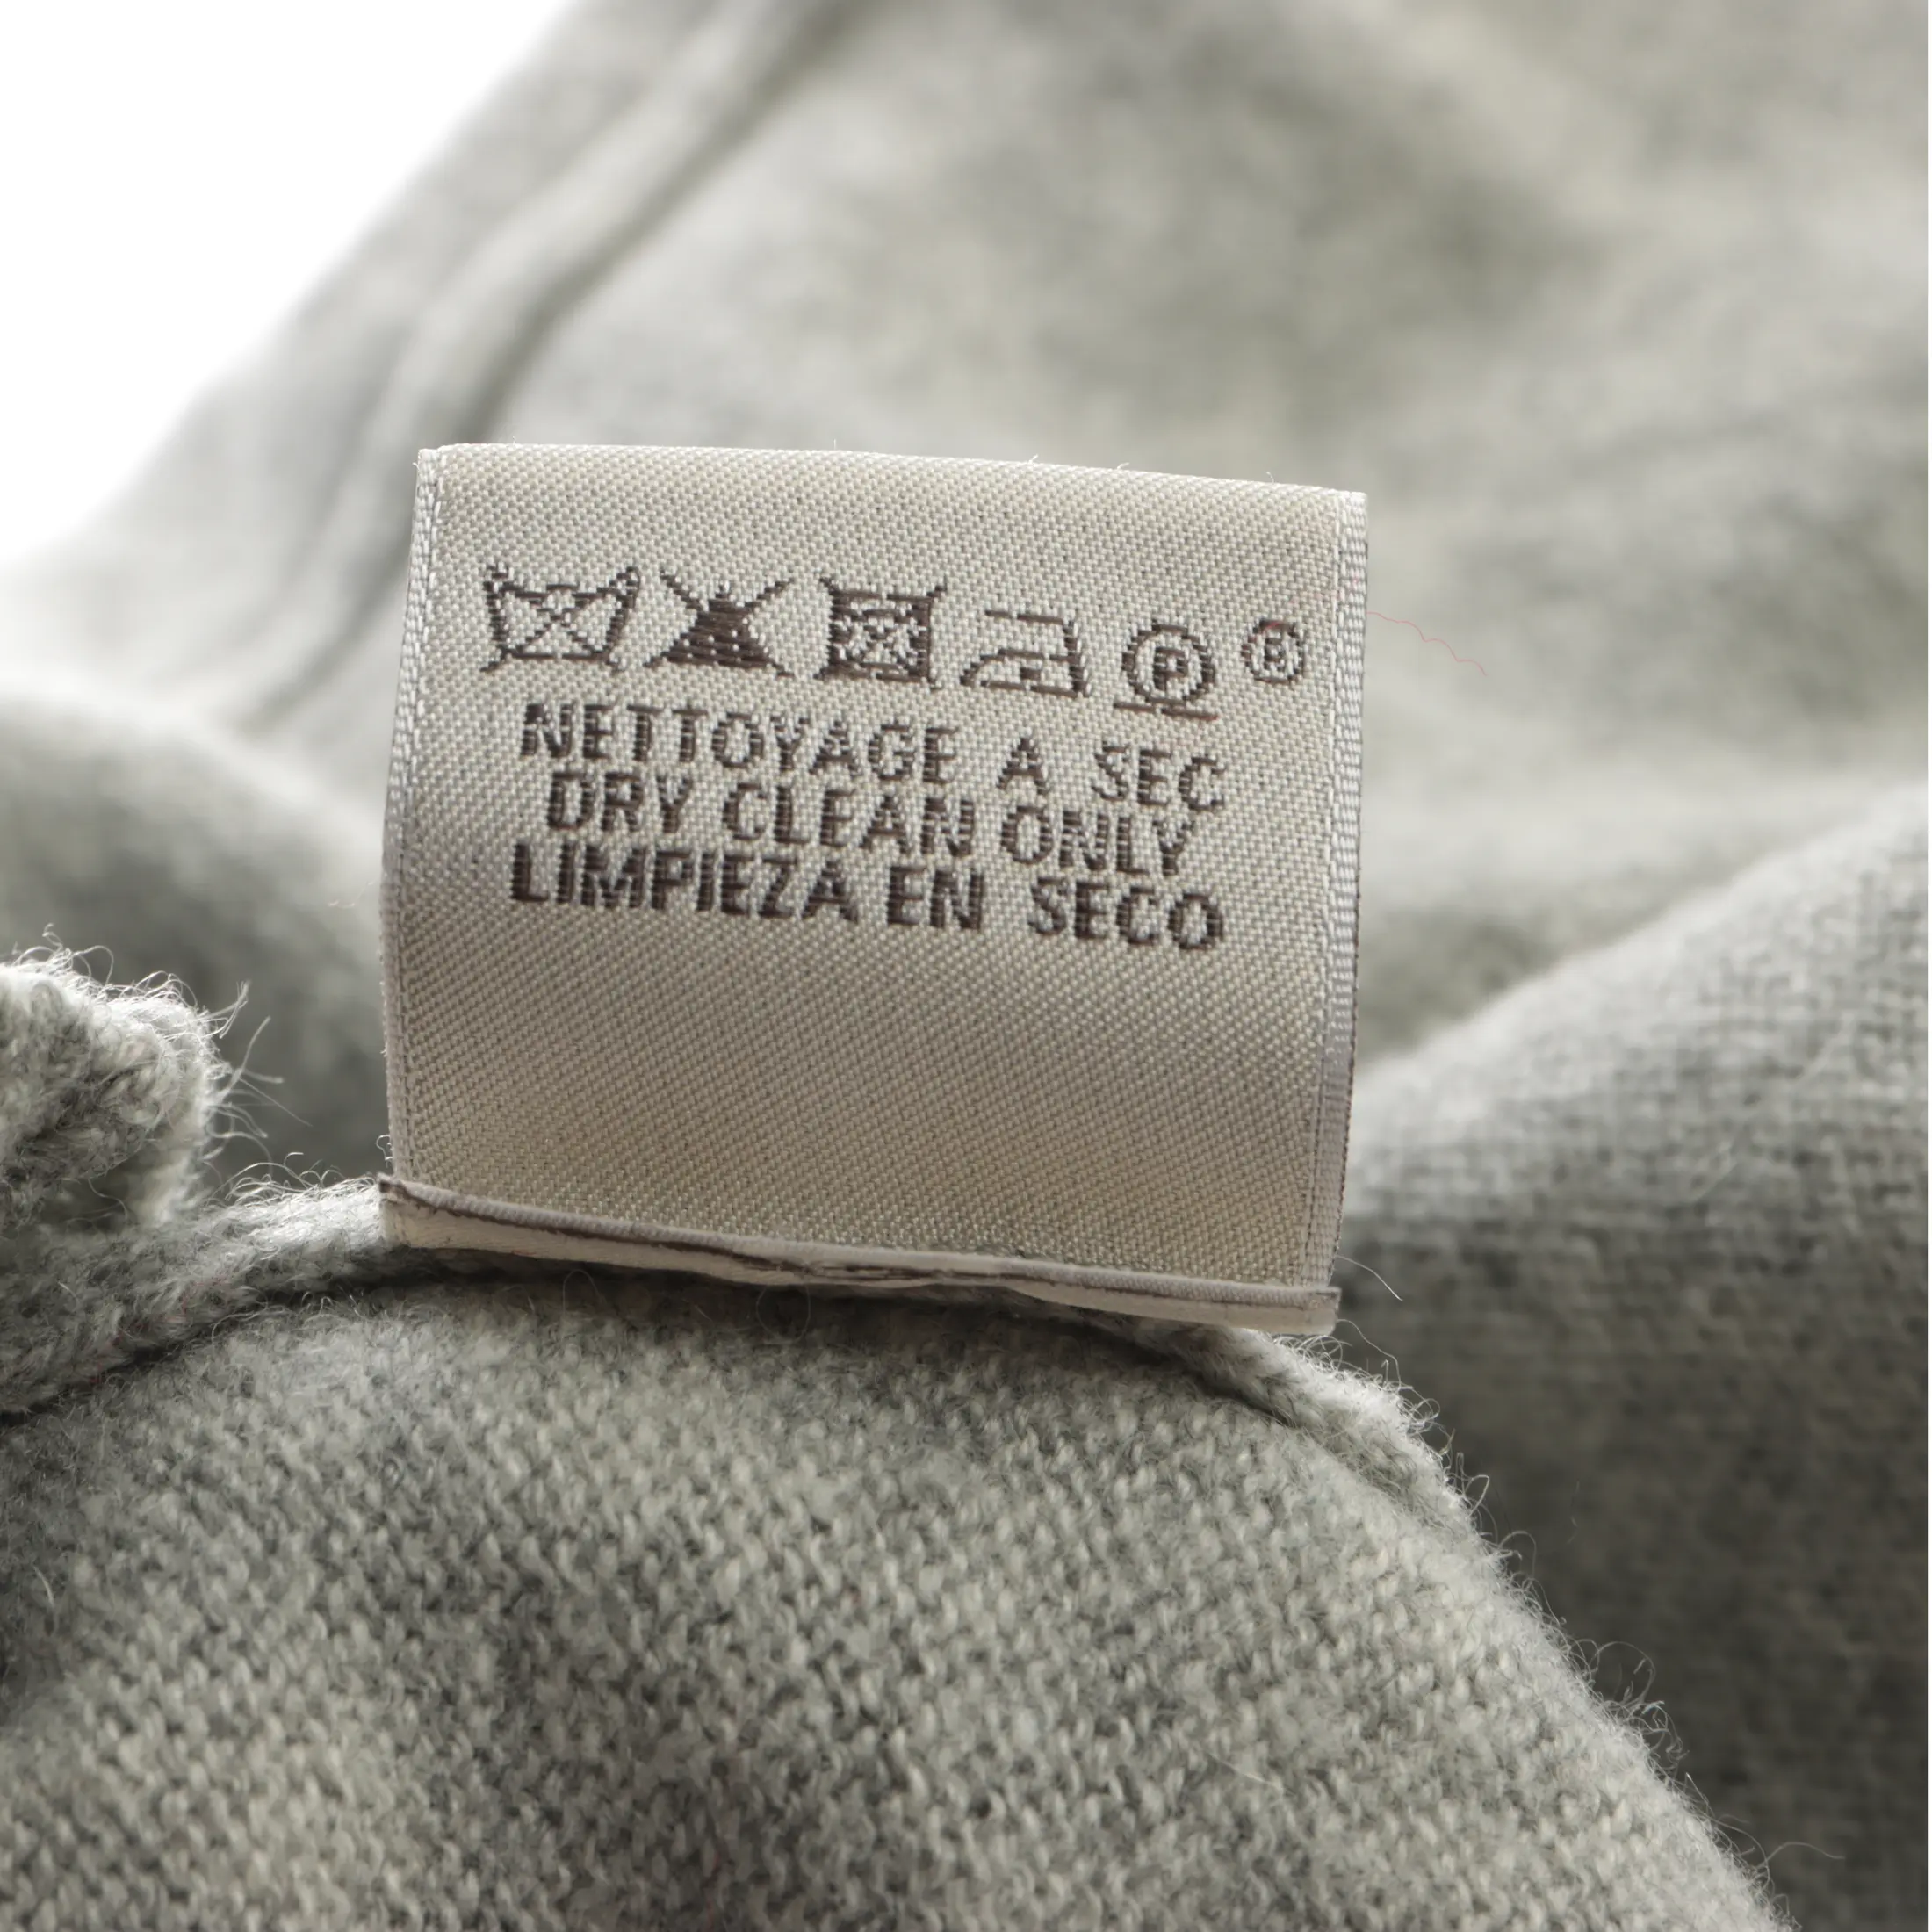 P ®
NETTOYAGE A SEC
DRY CLEAN ONLY
LIMPIEZA EN SECO